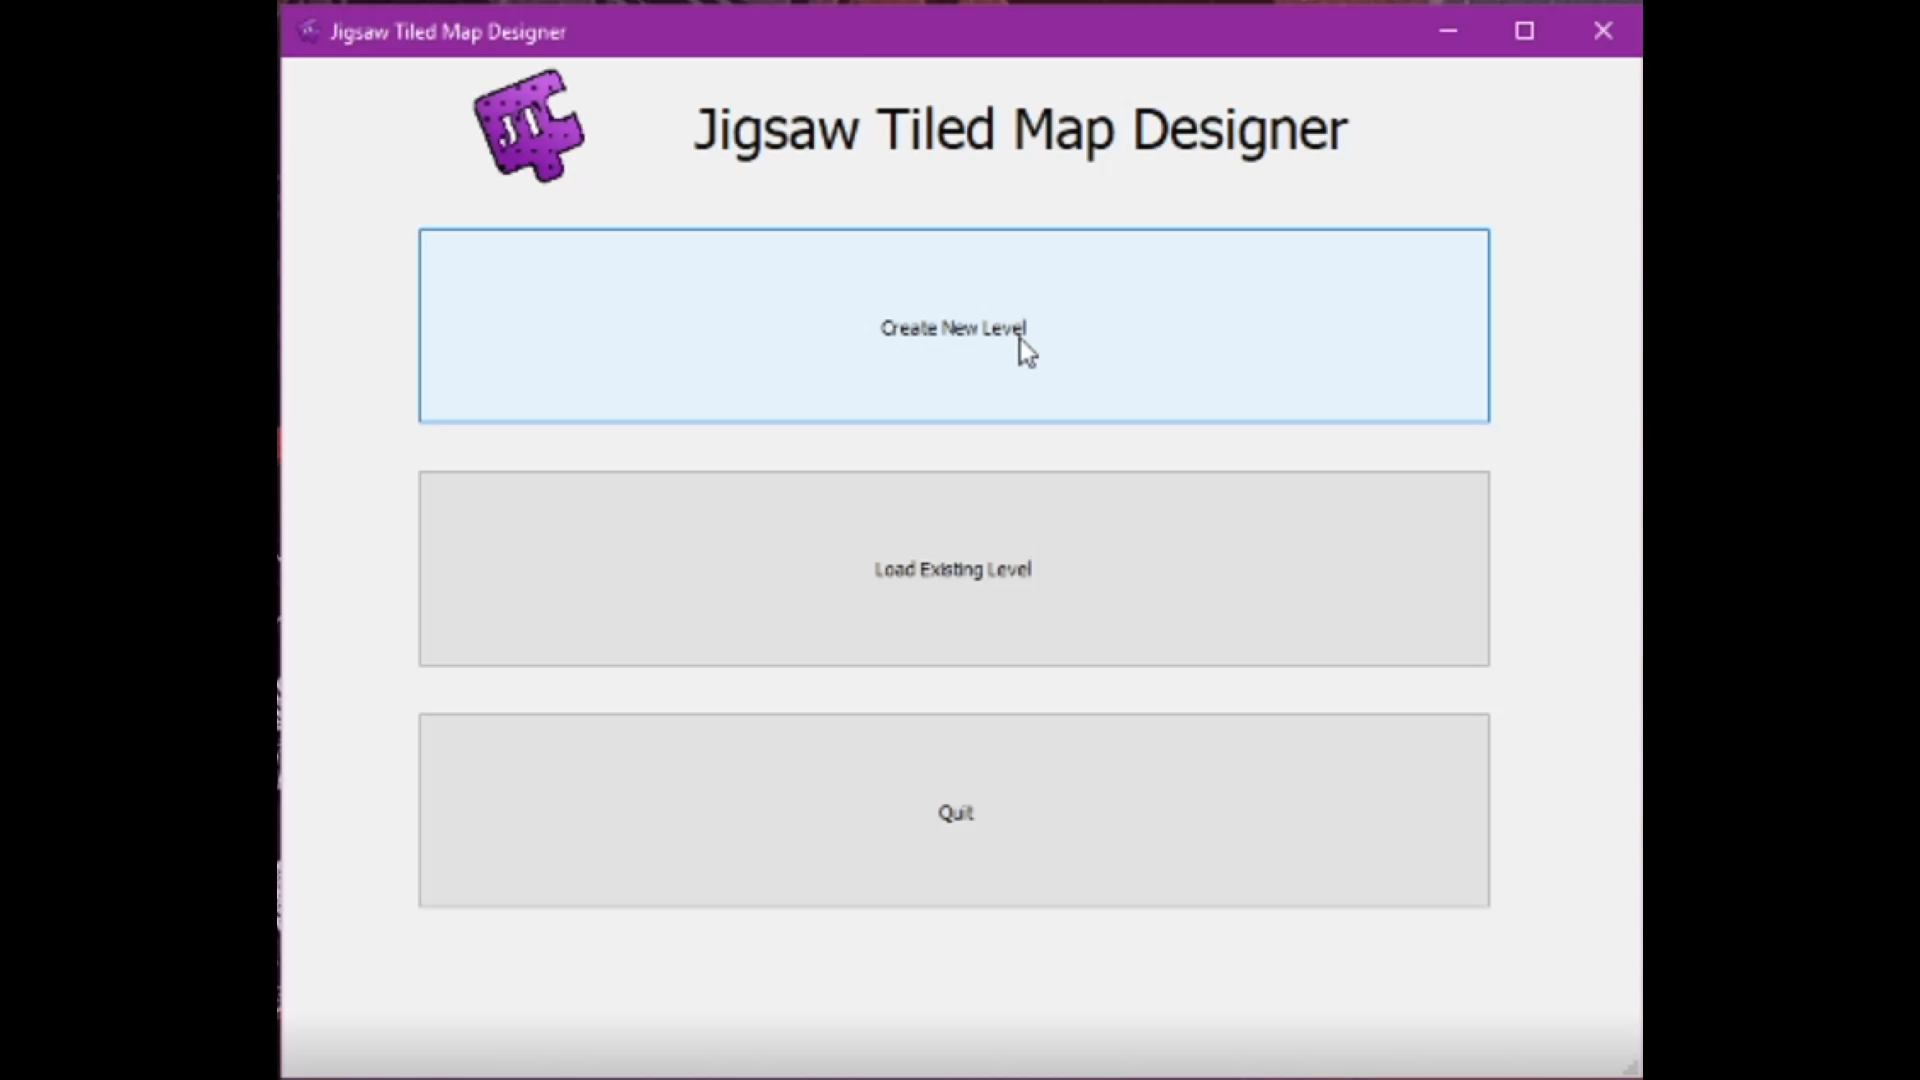 Jigsaw Tiled Map Designer
Jigsaw Tiled Map Designer
Create New Level
Load Existing Level
Quit